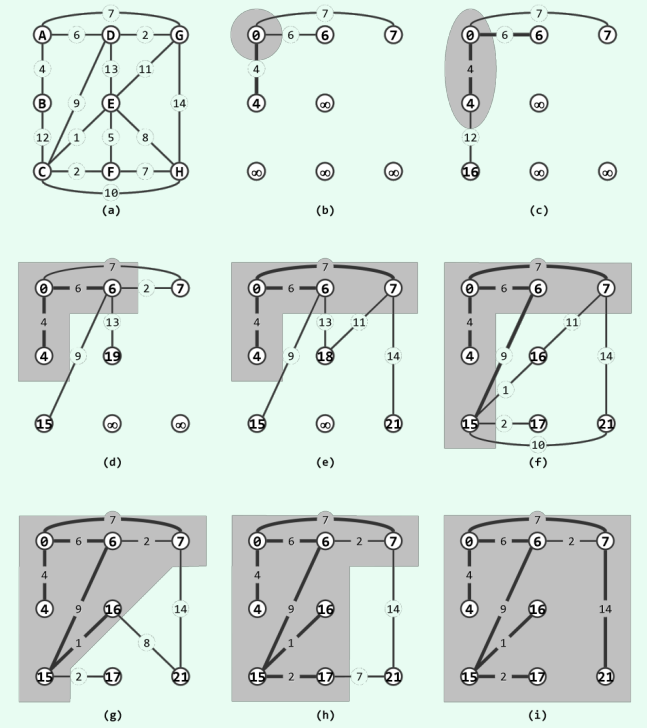 7
A 6 D 2 G
4 13 11
B 9 E 14
12 1 5 8
C 2 F 7 H
10
(a)
7
0 6 6 7
4
4 ∞
∞ ∞ ∞
(b)
7
0 6 6 7
4
4 ∞
12
16 ∞ ∞
(c)
7
0 6 6 2 7
4 13
4 9 19
15 ∞ ∞
(d)
7
0 6 6 7
4 13 11
4 9 18 14
15 ∞ 21
(e)
7
0 6 6 7
4 11
4 9 16 14
1
15 2 17 21
10
(f)
7
0 6 6 2 7
4
4 9 16 14
1 8
15 2 17 21
(g)
7
0 6 6 2 7
4
4 9 16 14
1
15 2 17 7 21
(h)
7
0 6 6 2 7
4
4 9 16 14
1
15 2 17 21
(i)